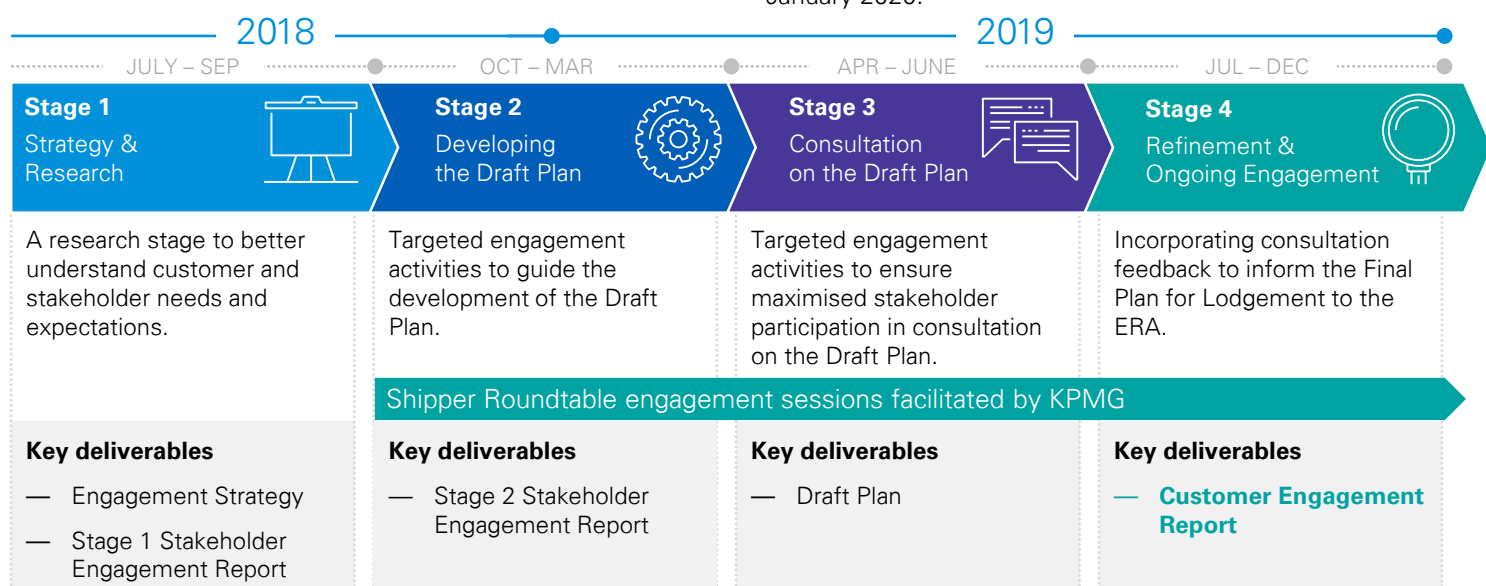 January 2020.
2018
2019
JULY – SEP
OCT – MAR
APR – JUNE
JUL – DEC
Stage 1
Strategy &
Research
Stage 2
Developing
the Draft Plan
Stage 3
Consultation
on the Draft Plan
Stage 4
Refinement &
Ongoing Engagement
A research stage to better
understand customer and
stakeholder needs and
expectations.
Targeted engagement
activities to guide the
development of the Draft
Plan.
Targeted engagement
activities to ensure
maximised stakeholder
participation in consultation
on the Draft Plan.
Incorporating consultation
feedback to inform the Final
Plan for Lodgement to the
ERA.
Shipper Roundtable engagement sessions facilitated by KPMG
Key deliverables
— Engagement Strategy
— Stage 1 Stakeholder
Engagement Report
Key deliverables
— Stage 2 Stakeholder
Engagement Report
Key deliverables
— Draft Plan
Key deliverables
— Customer Engagement
Report